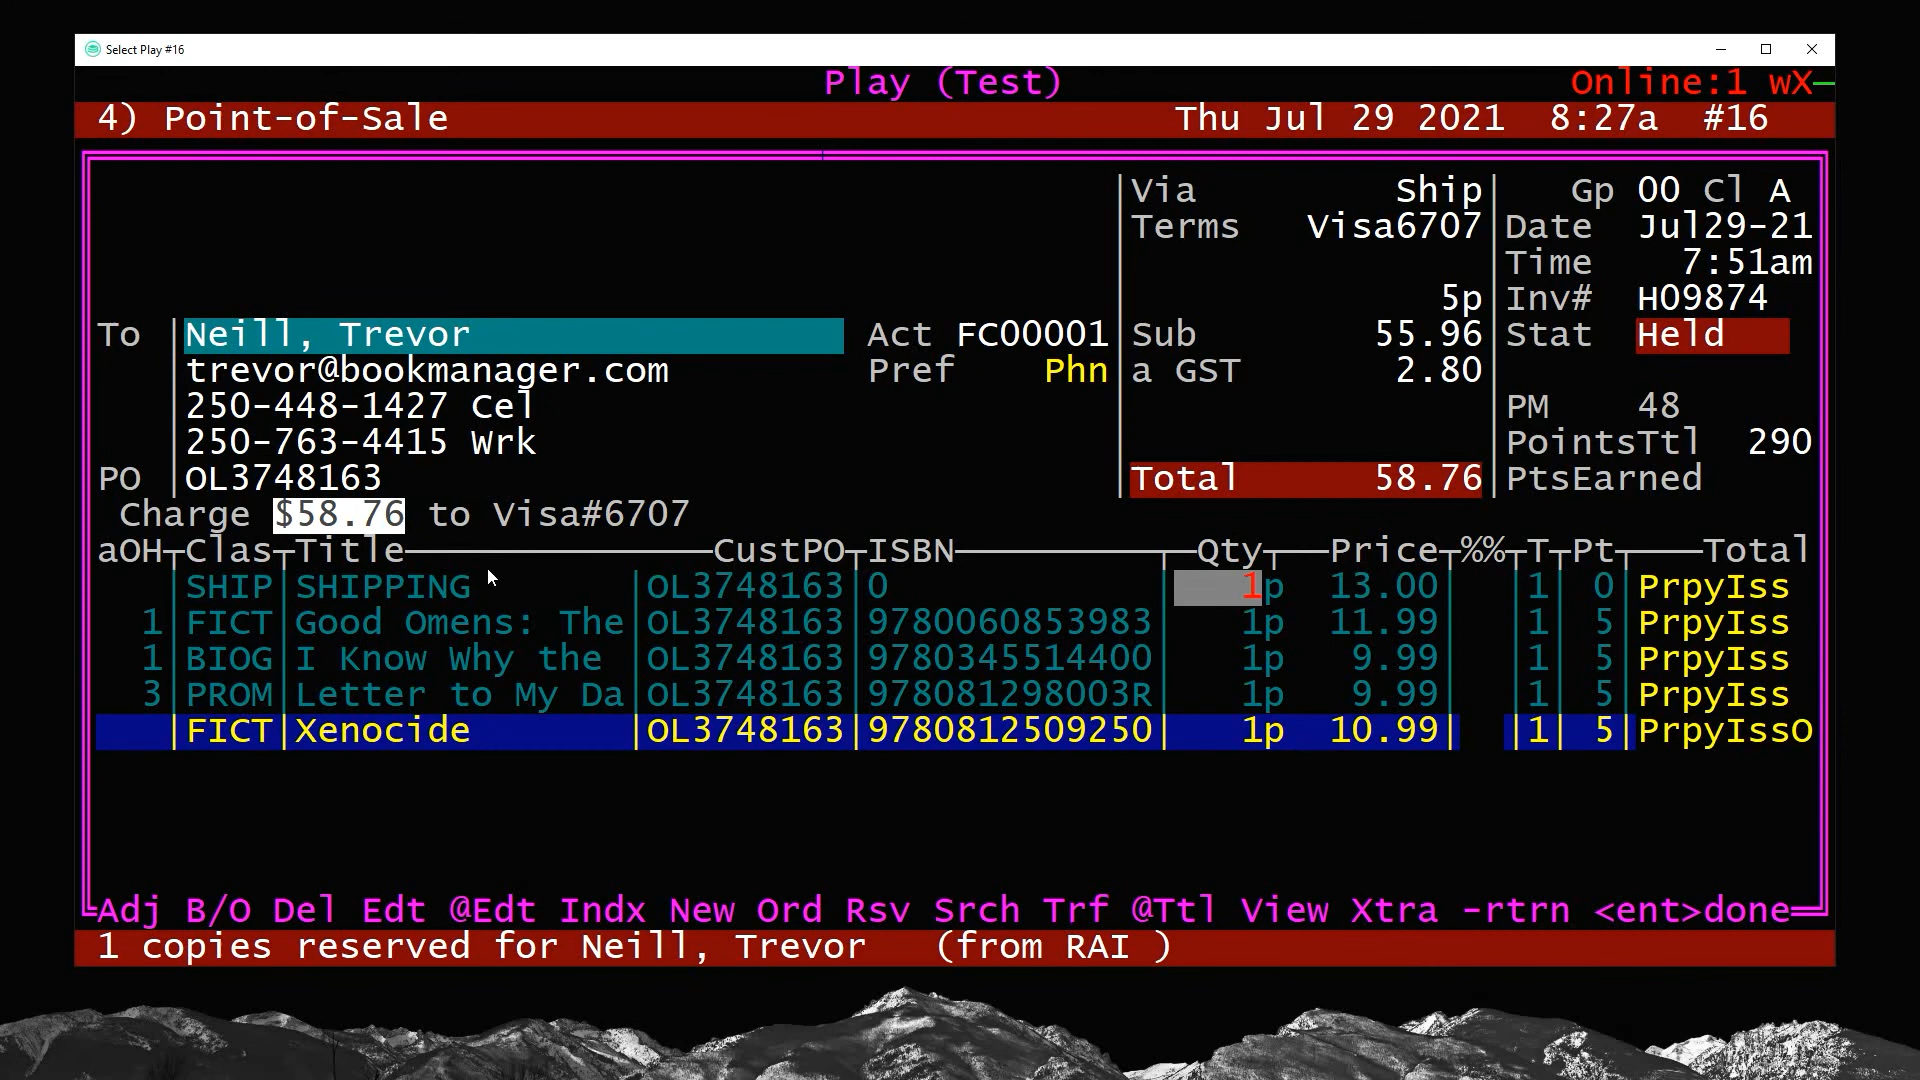 Select Play #16
Play (Test) Online:1 wX
4) Point-of-Sale Thu Jul 29 2021 8:27a #16
Via Ship Gp 00 Cl A
Terms Visa6707 Date Jul29-21
Time 7:51am
5p Inv# H09874
To Neill, Trevor Act FC00001 Sub 55.96 Stat Held
trevor@bookmanager.com Pref Phn a GST 2.80
250-448-1427 Cel PM 48
250-763-4415 Wrk PointsTtl 290
PO OL3748163 Total 58.76 PtsEarned
Charge $58.76 to Visa#6707
aOH Clas Title CustPO ISBN Qty Price %% T Pt Total
SHIP SHIPPING OL3748163 0 1p 13.00 1 0 PrpyIss
1 FICT Good Omens: The OL3748163 9780060853983 1p 11.99 1 5 PrpyIss
1 BIOG I Know Why the OL3748163 9780345514400 1p 9.99 1 5 PrpyIss
3 PROM Letter to My Da OL3748163 978081298003R 1p 9.99 1 5 PrpyIss
FICT Xenocide OL3748163 9780812509250 1p 10.99 1 5 PrpyIssO
Adj B/O Del Edt @Edt Indx New Ord Rsv Srch Trf @Ttl View Xtra -rtrn <ent>done
1 copies reserved for Neill, Trevor (from RAI )